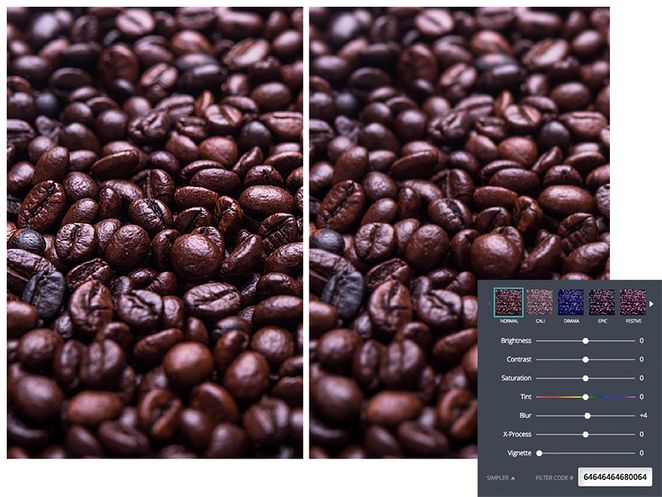 NORMAL CALI DRAMA EPIC FESTIVE
Brightness 0
Contrast 0
Saturation 0
Tint 0
Blur +4
X-Process 0
Vignette 0
SIMPLER FILTER CODE # 64646464680064